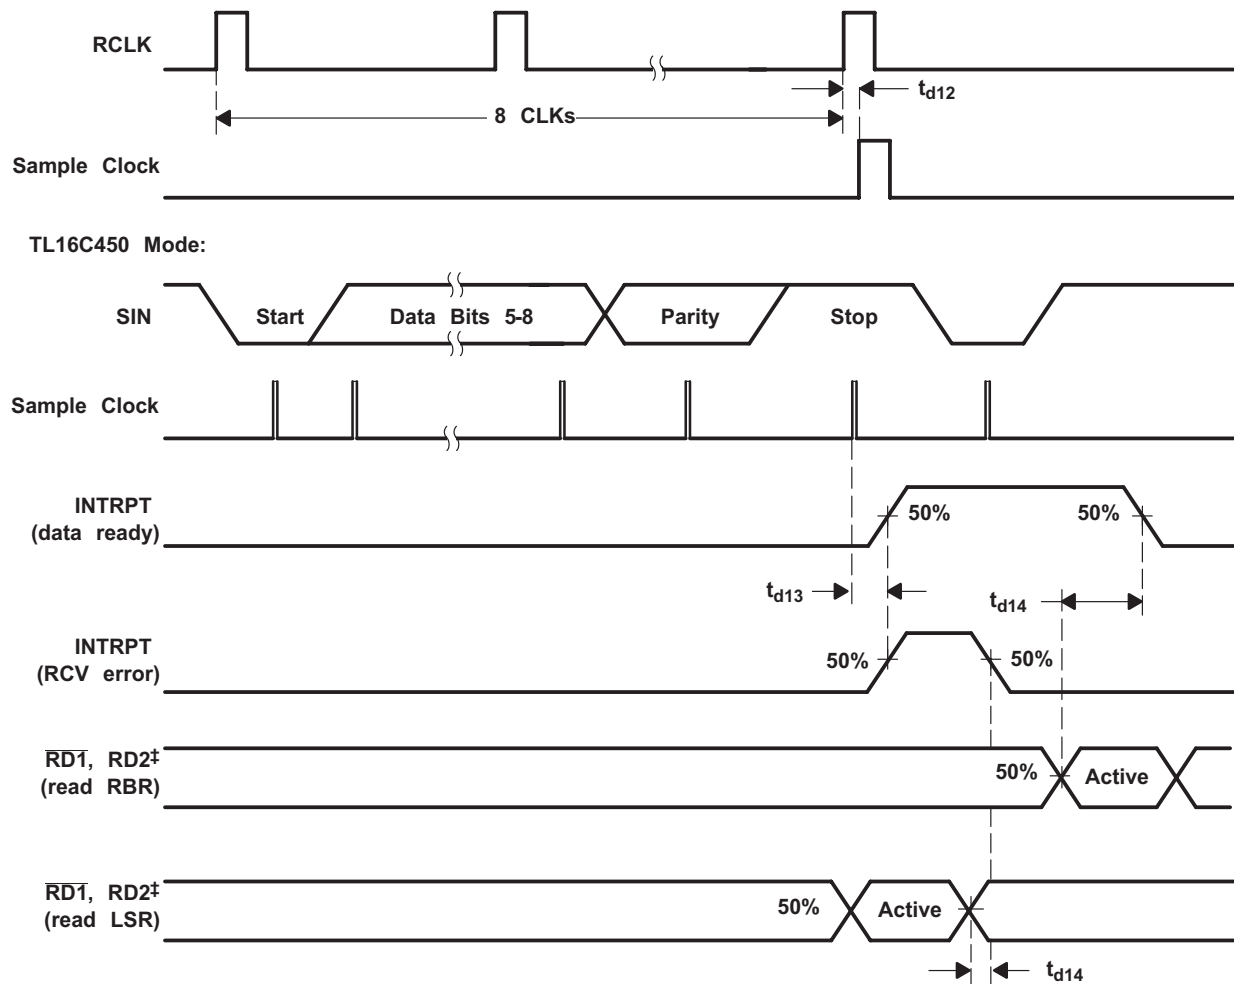 RCLK
td12
8 CLKs
Sample Clock
TL16C450 Mode:
SIN
Start
Data Bits 5-8
Parity
Stop
Sample Clock
INTRPT
(data ready)
50%
50%
td13
td14
INTRPT
(RCV error)
50%
50%
RD1, RD2‡
(read RBR)
50%
Active
RD1, RD2‡
(read LSR)
50%
Active
td14